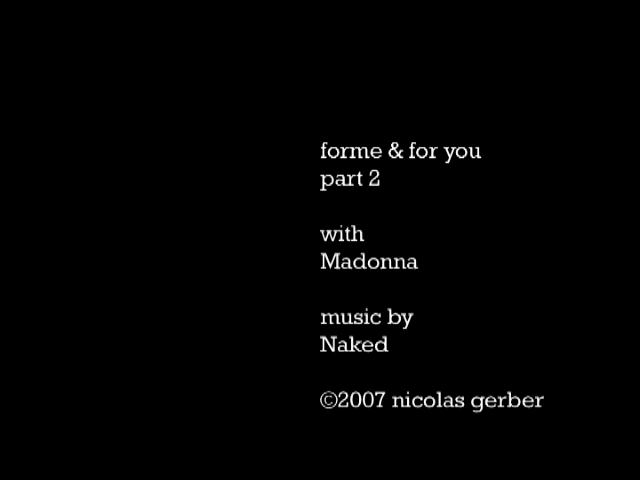 forme & for you
part 2
with
Madonna
music by
Naked
©2007 nicolas gerber